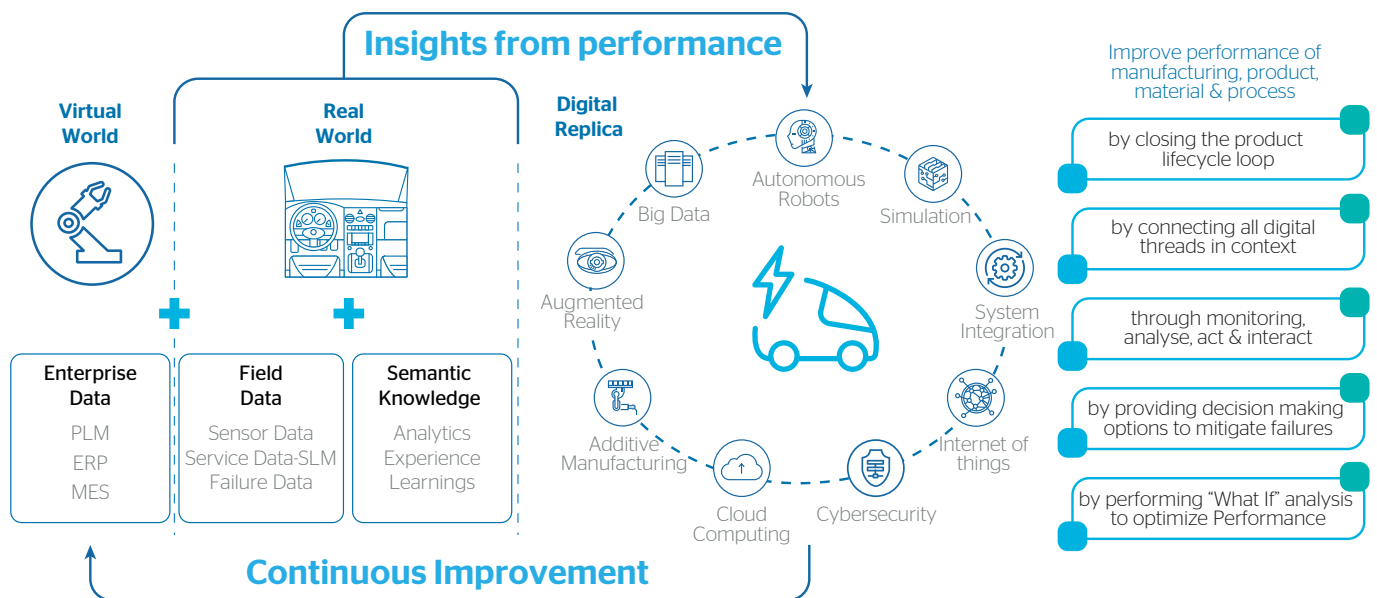 Insights from performance
Virtual
World
Real
World
Enterprise
Data
PLM
ERP
MES
Field
Data
Sensor Data
Service Data-SLM
Failure Data
Semantic
Knowledge
Analytics
Experience
Learnings
Digital
Replica
Autonomous
Robots
Simulation
System
Integration
Internet of
things
Cybersecurity
Cloud
Computing
Additive
Manufacturing
Augmented
Reality
Big Data
Continuous Improvement
Improve performance of
manufacturing, product,
material & process
by closing the product
lifecycle loop
by connecting all digital
threads in context
through monitoring,
analyse, act & interact
by providing decision making
options to mitigate failures
by performing “What If” analysis
to optimize Performance